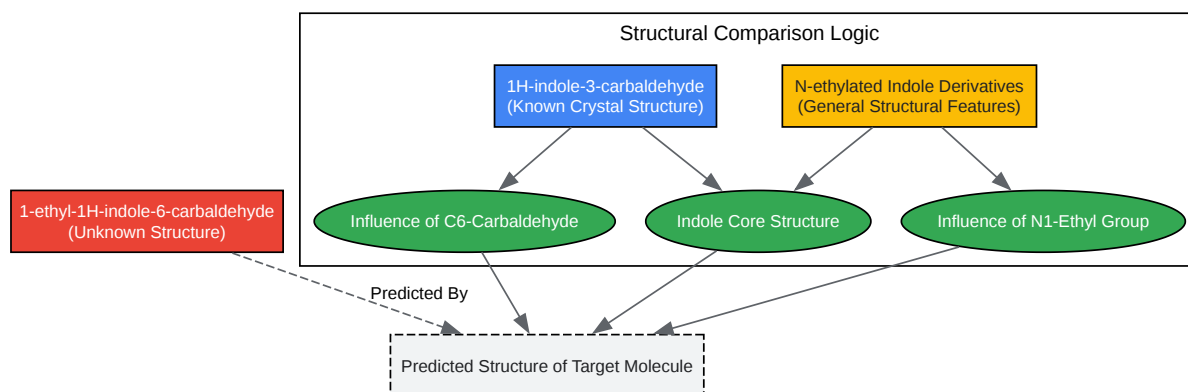 Structural Comparison Logic
1H-indole-3-carbaldehyde
(Known Crystal Structure)
N-ethylated Indole Derivatives
(General Structural Features)
1-ethyl-1H-indole-6-carbaldehyde
(Unknown Structure)
Influence of C6-Carbaldehyde
Indole Core Structure
Influence of N1-Ethyl Group
Predicted By
Predicted Structure of Target Molecule